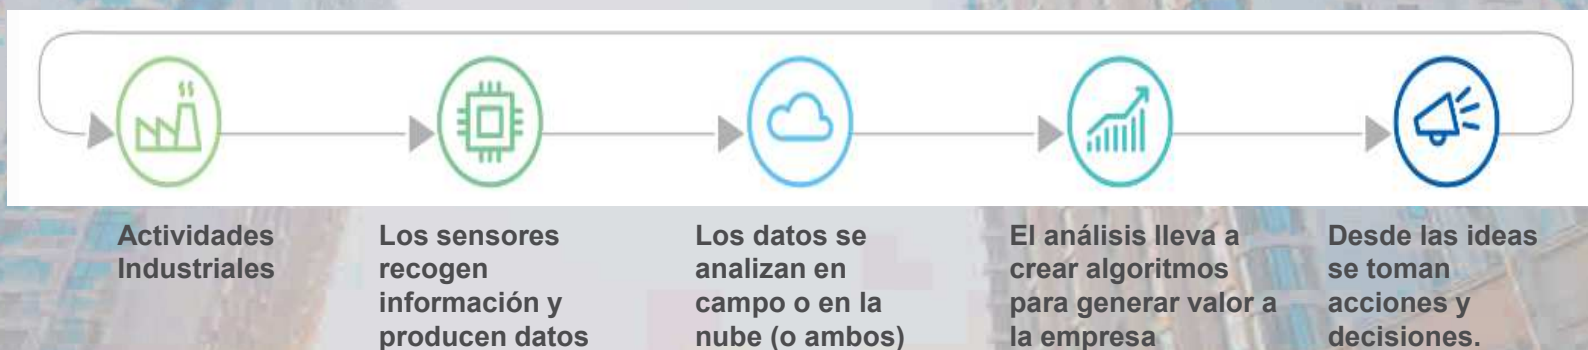 Actividades
Industriales
Los sensores
recogen
información y
producen datos
Los datos se
analizan en
campo o en la
nube (o ambos)
El análisis lleva a
crear algoritmos
para generar valor a
la empresa
Desde las ideas
se toman
acciones y
decisiones.